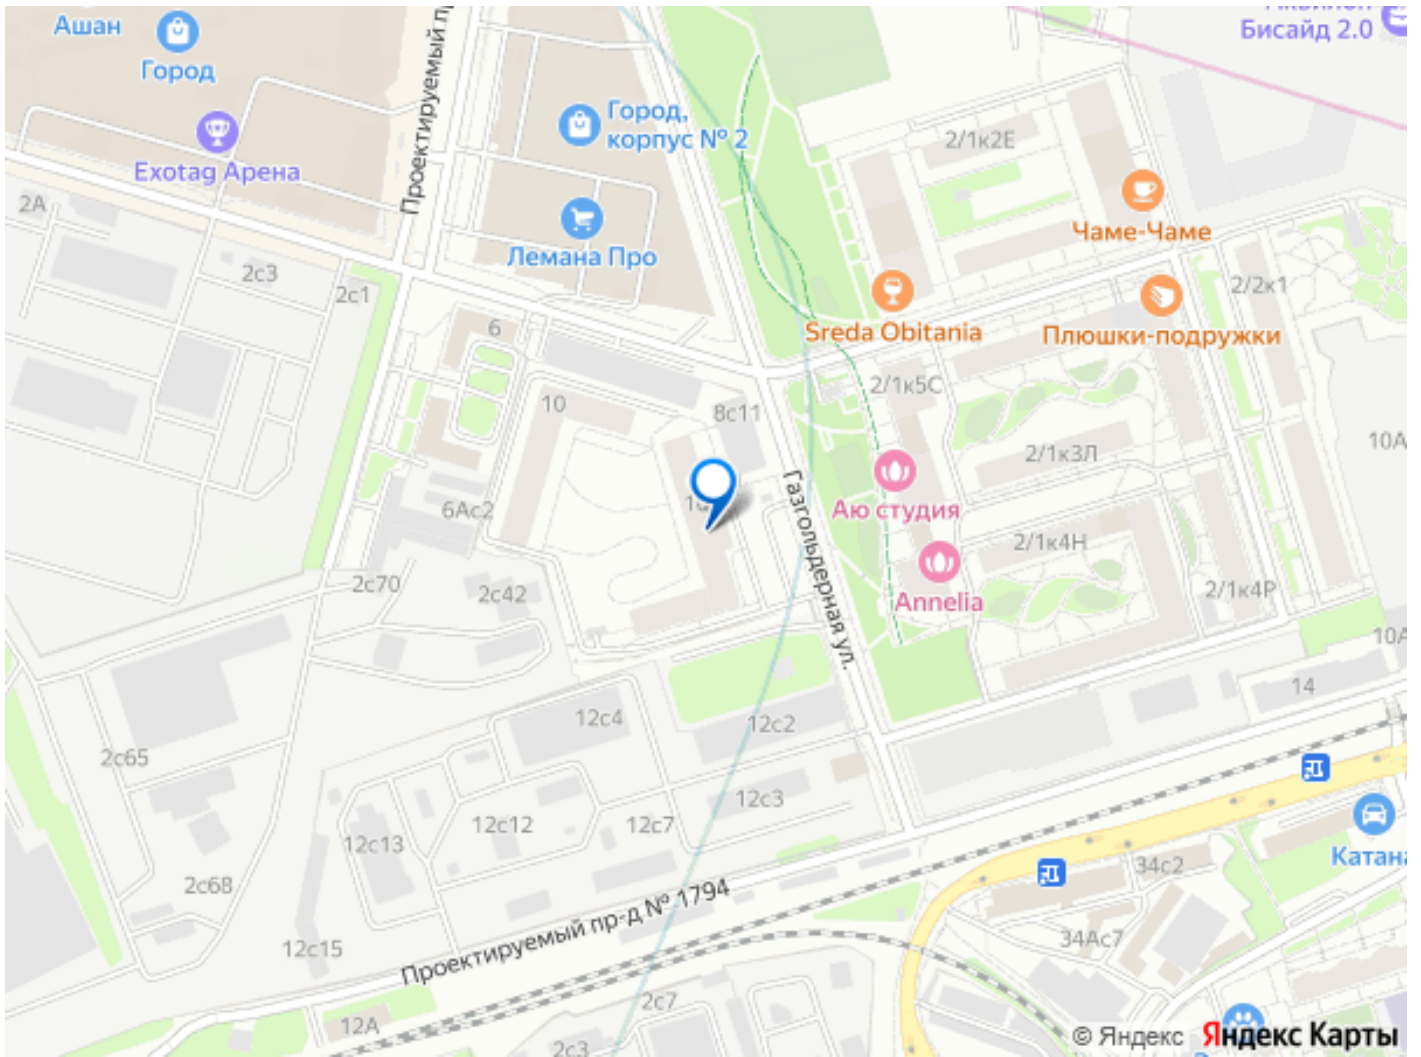 Ашан
Город
Exotag Арена
Проектируемый
Город,
корпус № 2
Лемана Про
Бисайд 2.0
2/1к2Е
Чаме-Чаме
Sreda Obitania
Плюшки-подружки
2/2к1
2А
2с3
2с1
6
10
8с11
2/1к5С
2/1к3Л
10А
6Ас2
Газгольдерная ул.
Аю студия
2/1к4Н
Annelia
2/1к4Р
2с70
2с42
10А
14
12с4
12с2
2с65
12с3
12с13
12с12
12с7
2с68
12с15
Проектируемый пр-д № 1794
34с2
34Ас7
12А
2с7
2с3
© Яндекс Яндекс Карты